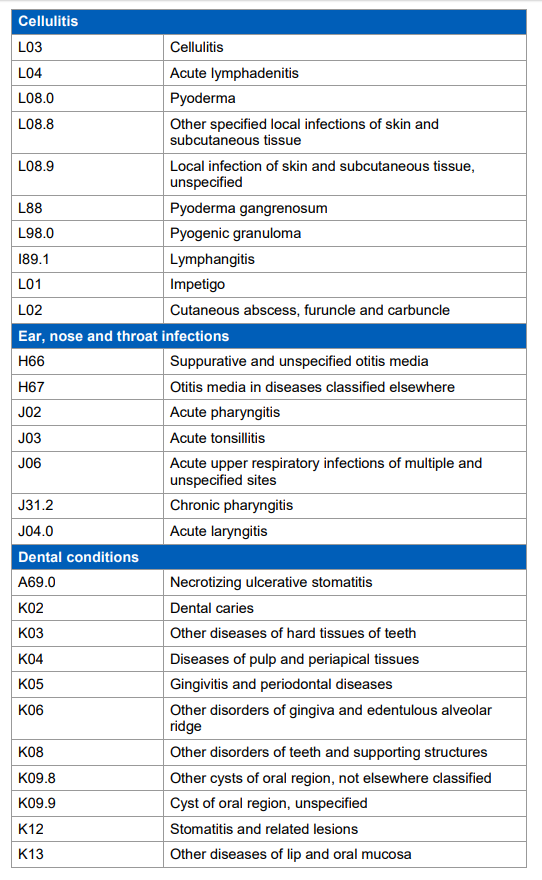 Cellulitis
L03 Cellulitis
L04 Acute lymphadenitis
L08.0 Pyoderma
L08.8 Other specified local infections of skin and
subcutaneous tissue
L08.9 Local infection of skin and subcutaneous tissue,
unspecified
L88 Pyoderma gangrenosum
L98.0 Pyogenic granuloma
I89.1 Lymphangitis
L01 Impetigo
L02 Cutaneous abscess, furuncle and carbuncle
Ear, nose and throat infections
H66 Suppurative and unspecified otitis media
H67 Otitis media in diseases classified elsewhere
J02 Acute pharyngitis
J03 Acute tonsillitis
J06 Acute upper respiratory infections of multiple and
unspecified sites
J31.2 Chronic pharyngitis
J04.0 Acute laryngitis
Dental conditions
A69.0 Necrotizing ulcerative stomatitis
K02 Dental caries
K03 Other diseases of hard tissues of teeth
K04 Diseases of pulp and periapical tissues
K05 Gingivitis and periodontal diseases
K06 Other disorders of gingiva and edentulous alveolar
ridge
K08 Other disorders of teeth and supporting structures
K09.8 Other cysts of oral region, not elsewhere classified
K09.9 Cyst of oral region, unspecified
K12 Stomatitis and related lesions
K13 Other diseases of lip and oral mucosa